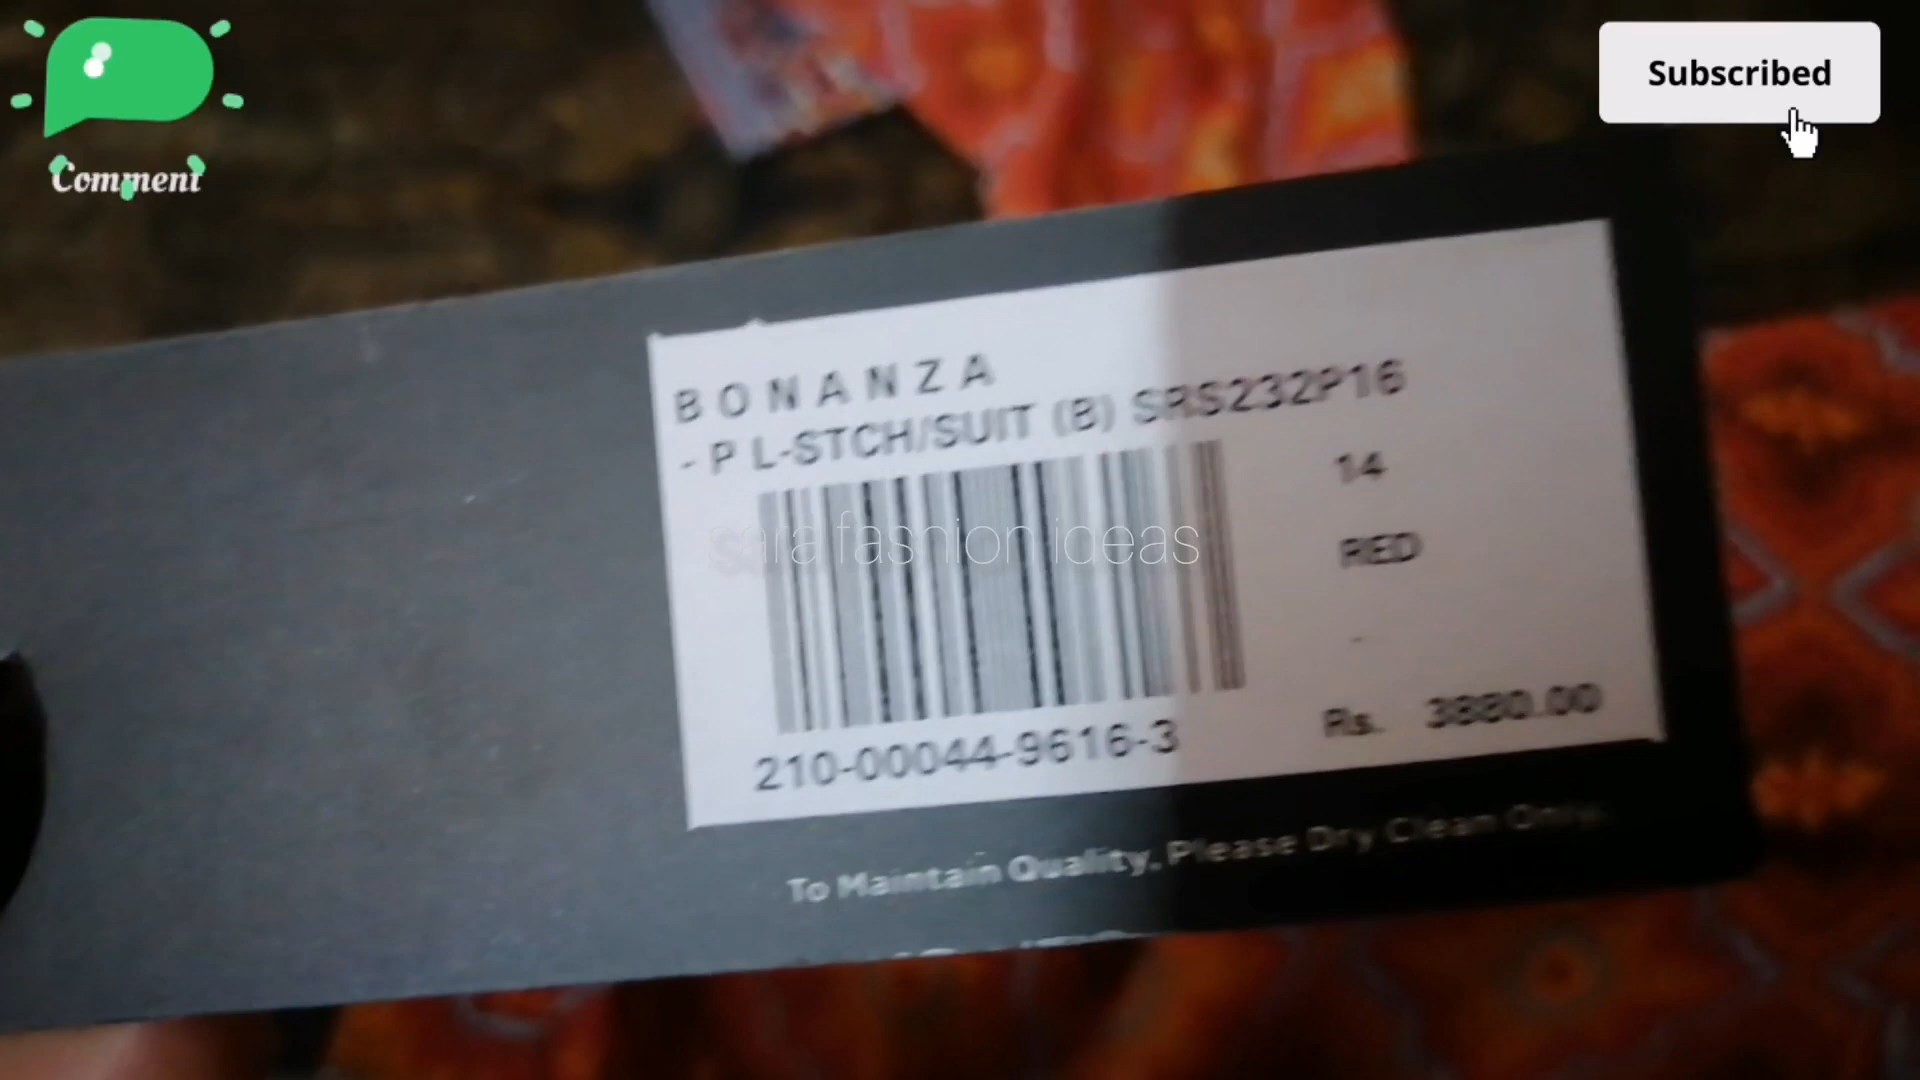 Comment
Subscribed
BONANZA
- P L-STCH/SUIT (B) SRS232P16
14
RED
-
Rs. 3880.00
210-00044-9616-3
sara fashion ideas
To Maintain Quality, Please Dry Clean Only.